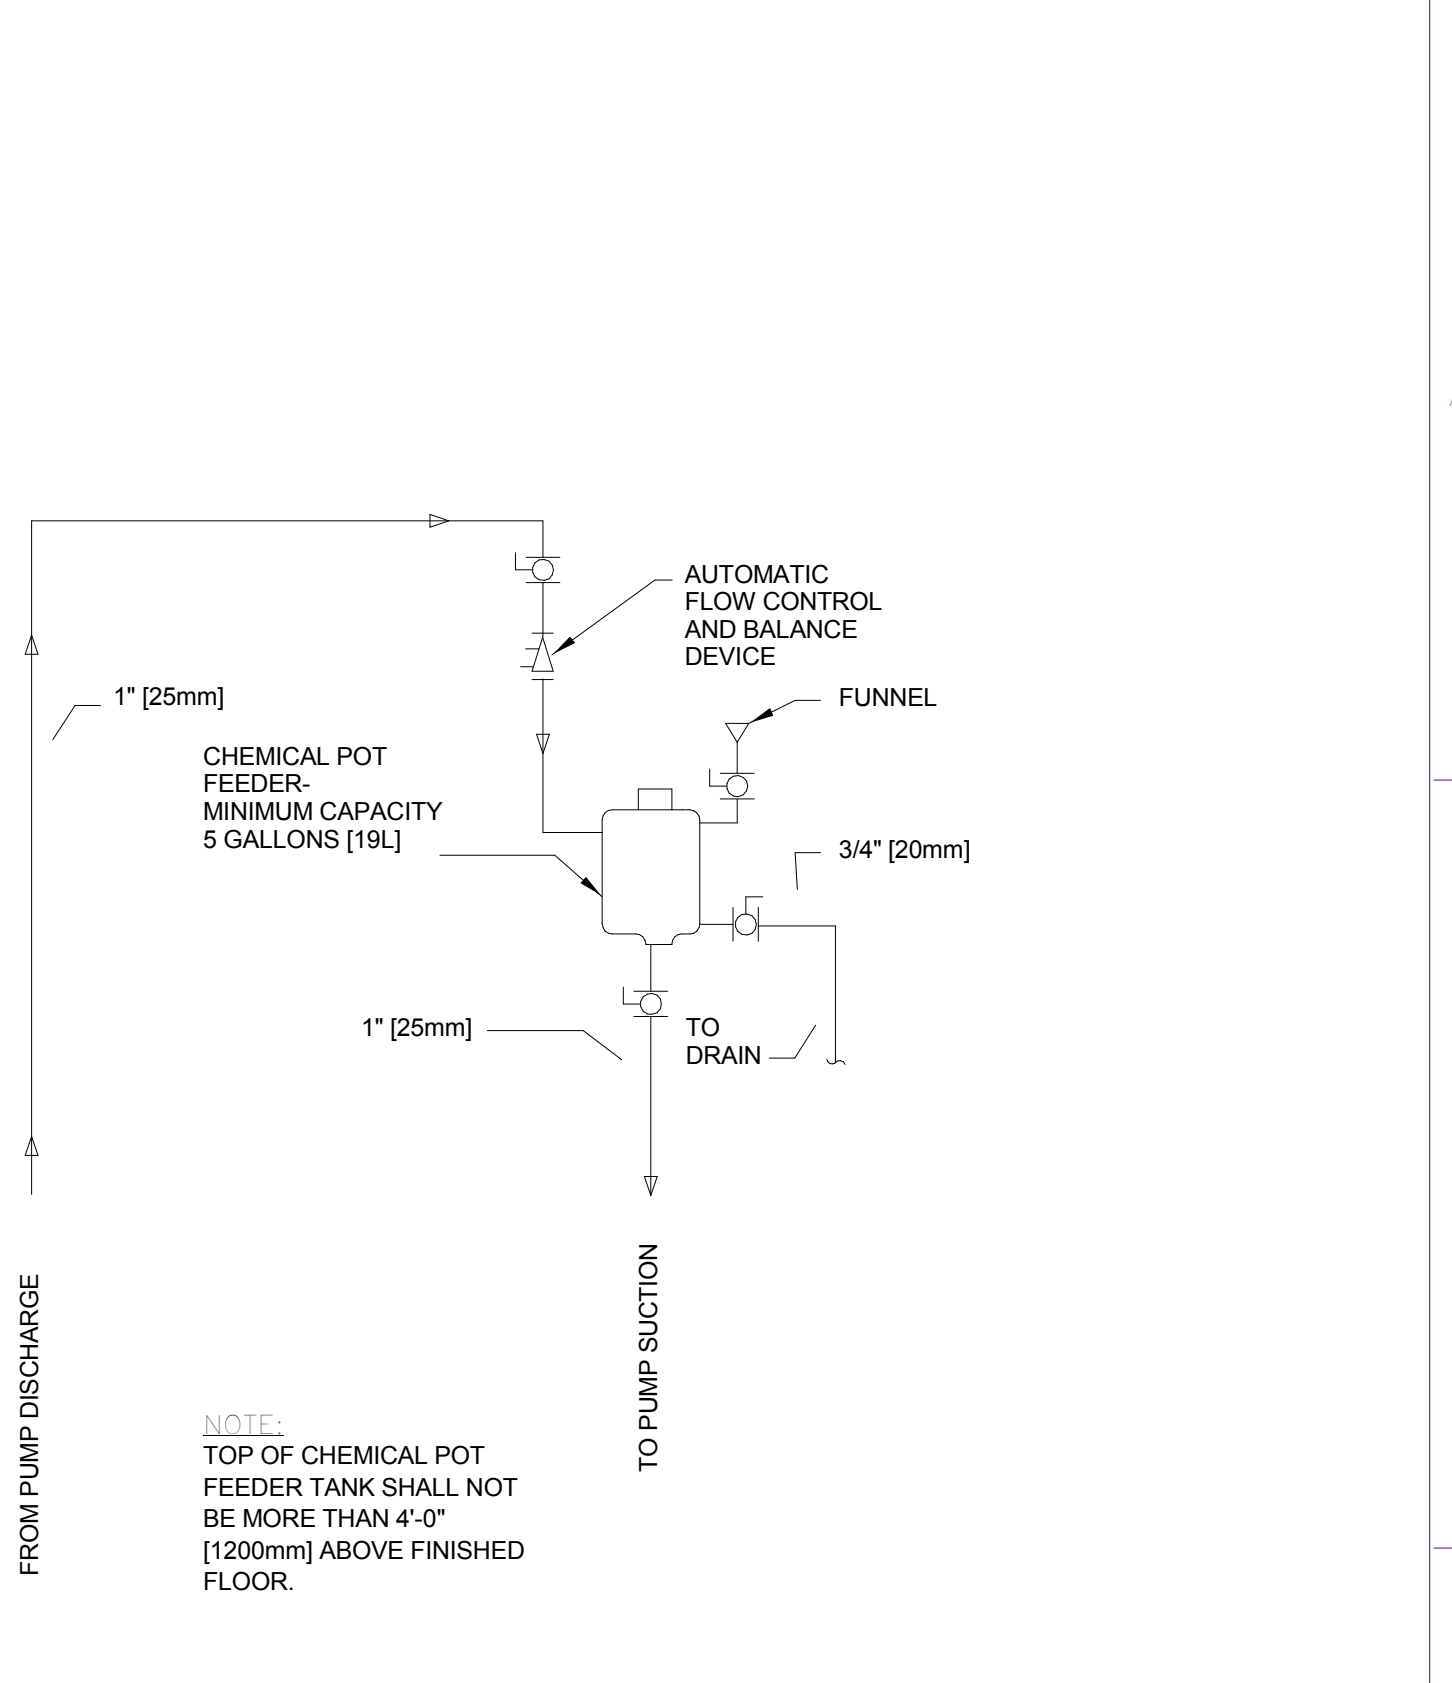 AUTOMATIC
FLOW CONTROL
AND BALANCE
DEVICE
1" [25mm]
FUNNEL
CHEMICAL POT
FEEDER-
MINIMUM CAPACITY
5 GALLONS [19L]
3/4" [20mm]
1" [25mm]
TO
DRAIN
FROM PUMP DISCHARGE
TO PUMP SUCTION
NOTE:
TOP OF CHEMICAL POT
FEEDER TANK SHALL NOT
BE MORE THAN 4'-0"
[1200mm] ABOVE FINISHED
FLOOR.